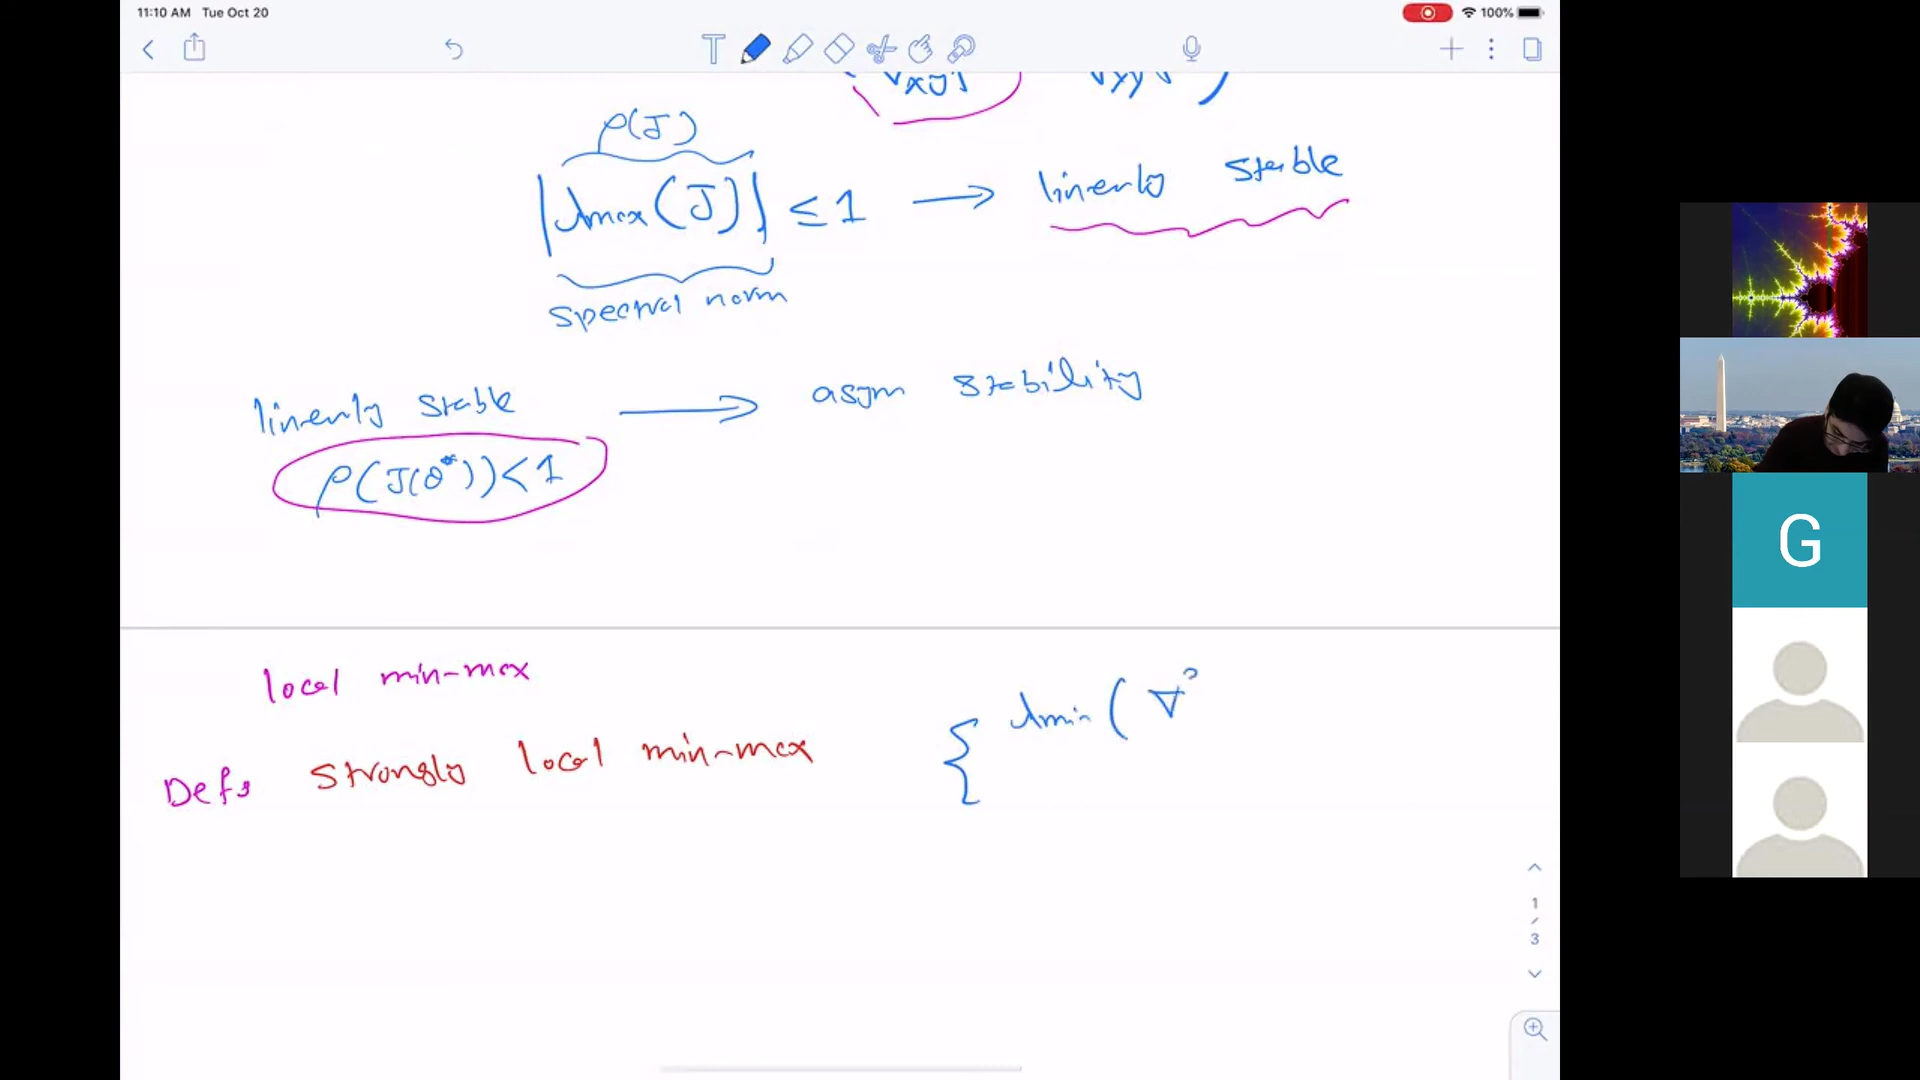 11:10 AM Tue Oct 20
100%
T
ρ(J)
|λmax(J)| ≤ 1 → linearly stable
spectral norm
linearly stable → asym stability
ρ(J(θ*)) < 1
local min-max
Def: strongly local min-max { λmin( ∇²
G
1
/
3